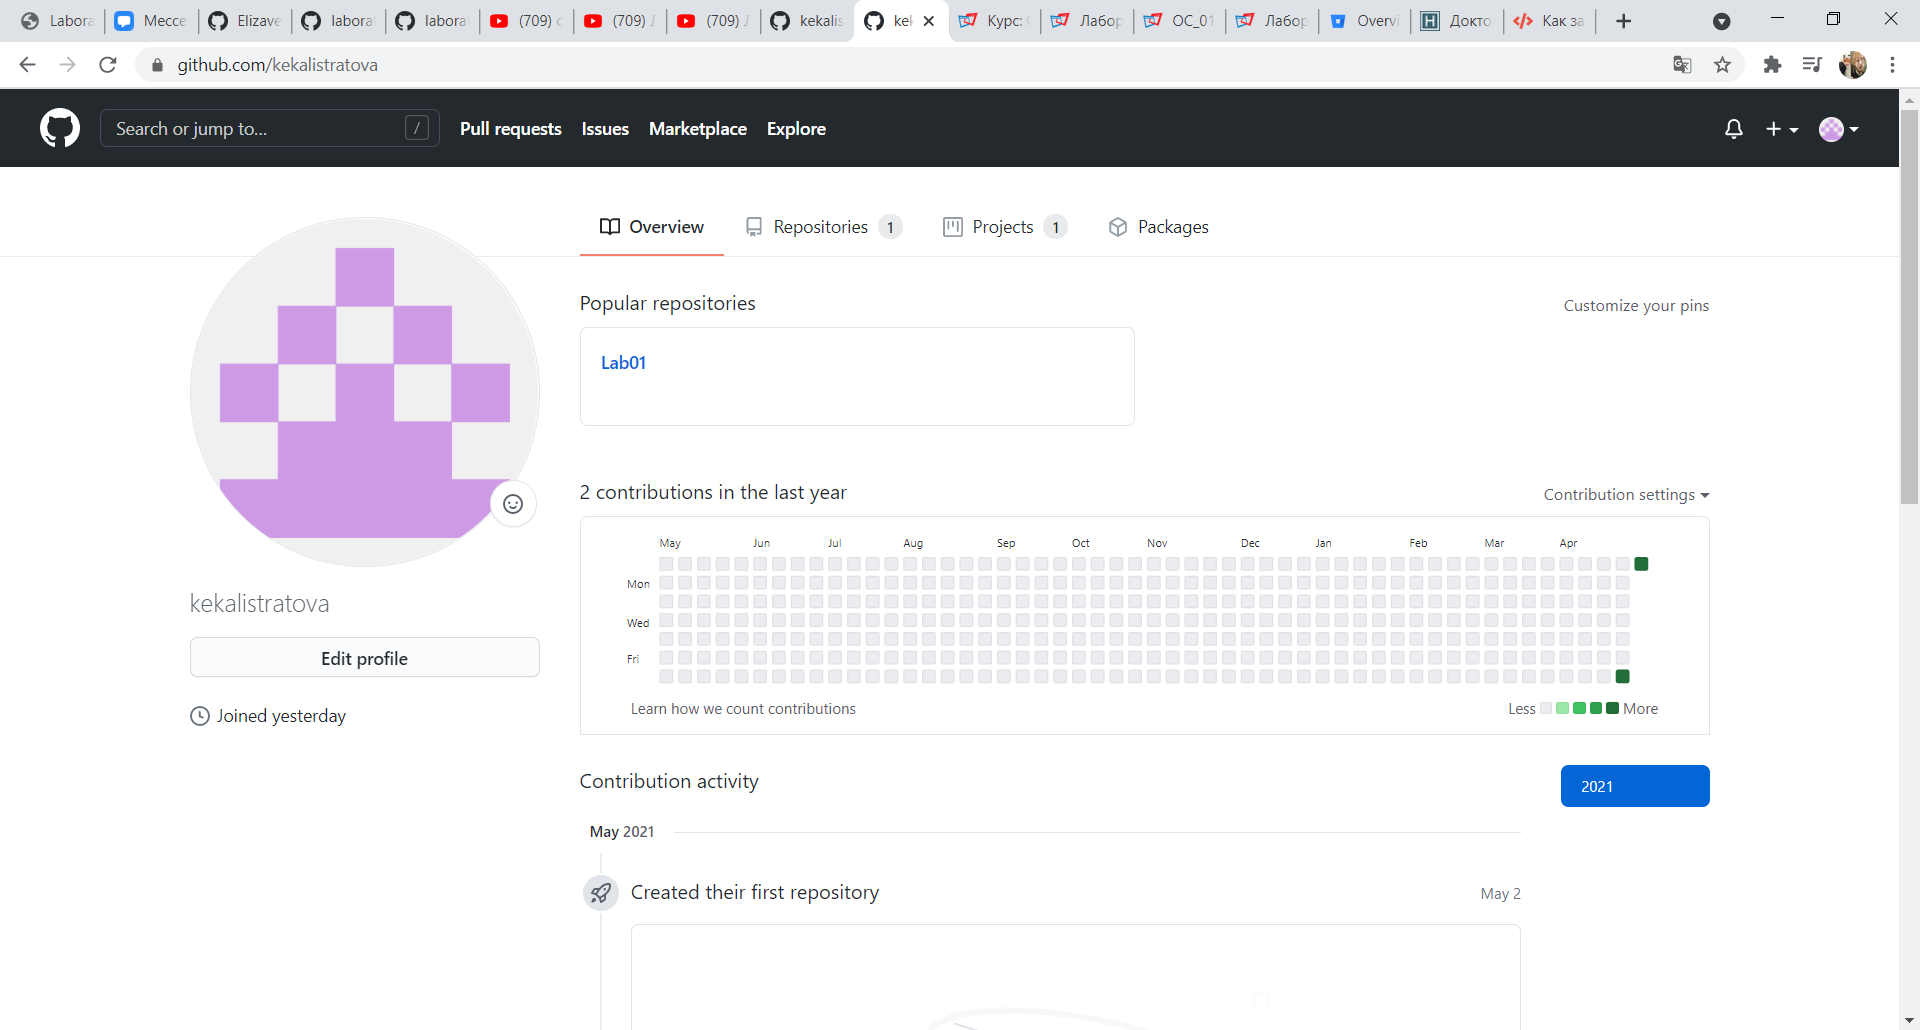 Labora
Мессе
Elizave
labora
labora
(709) с
(709) Л
(709) Л
kekalis
kek
Курс: С
Лабор
ОС_01
Лабор
Overvi
Докто
Как за
github.com/kekalistratova
Search or jump to...
/
Pull requests
Issues
Marketplace
Explore
Overview
Repositories 1
Projects 1
Packages
Popular repositories
Customize your pins
Lab01
2 contributions in the last year
Contribution settings
May Jun Jul Aug Sep Oct Nov Dec Jan Feb Mar Apr
Mon
Wed
Fri
Learn how we count contributions
Less
More
kekalistratova
Edit profile
Joined yesterday
Contribution activity
2021
May 2021
Created their first repository
May 2